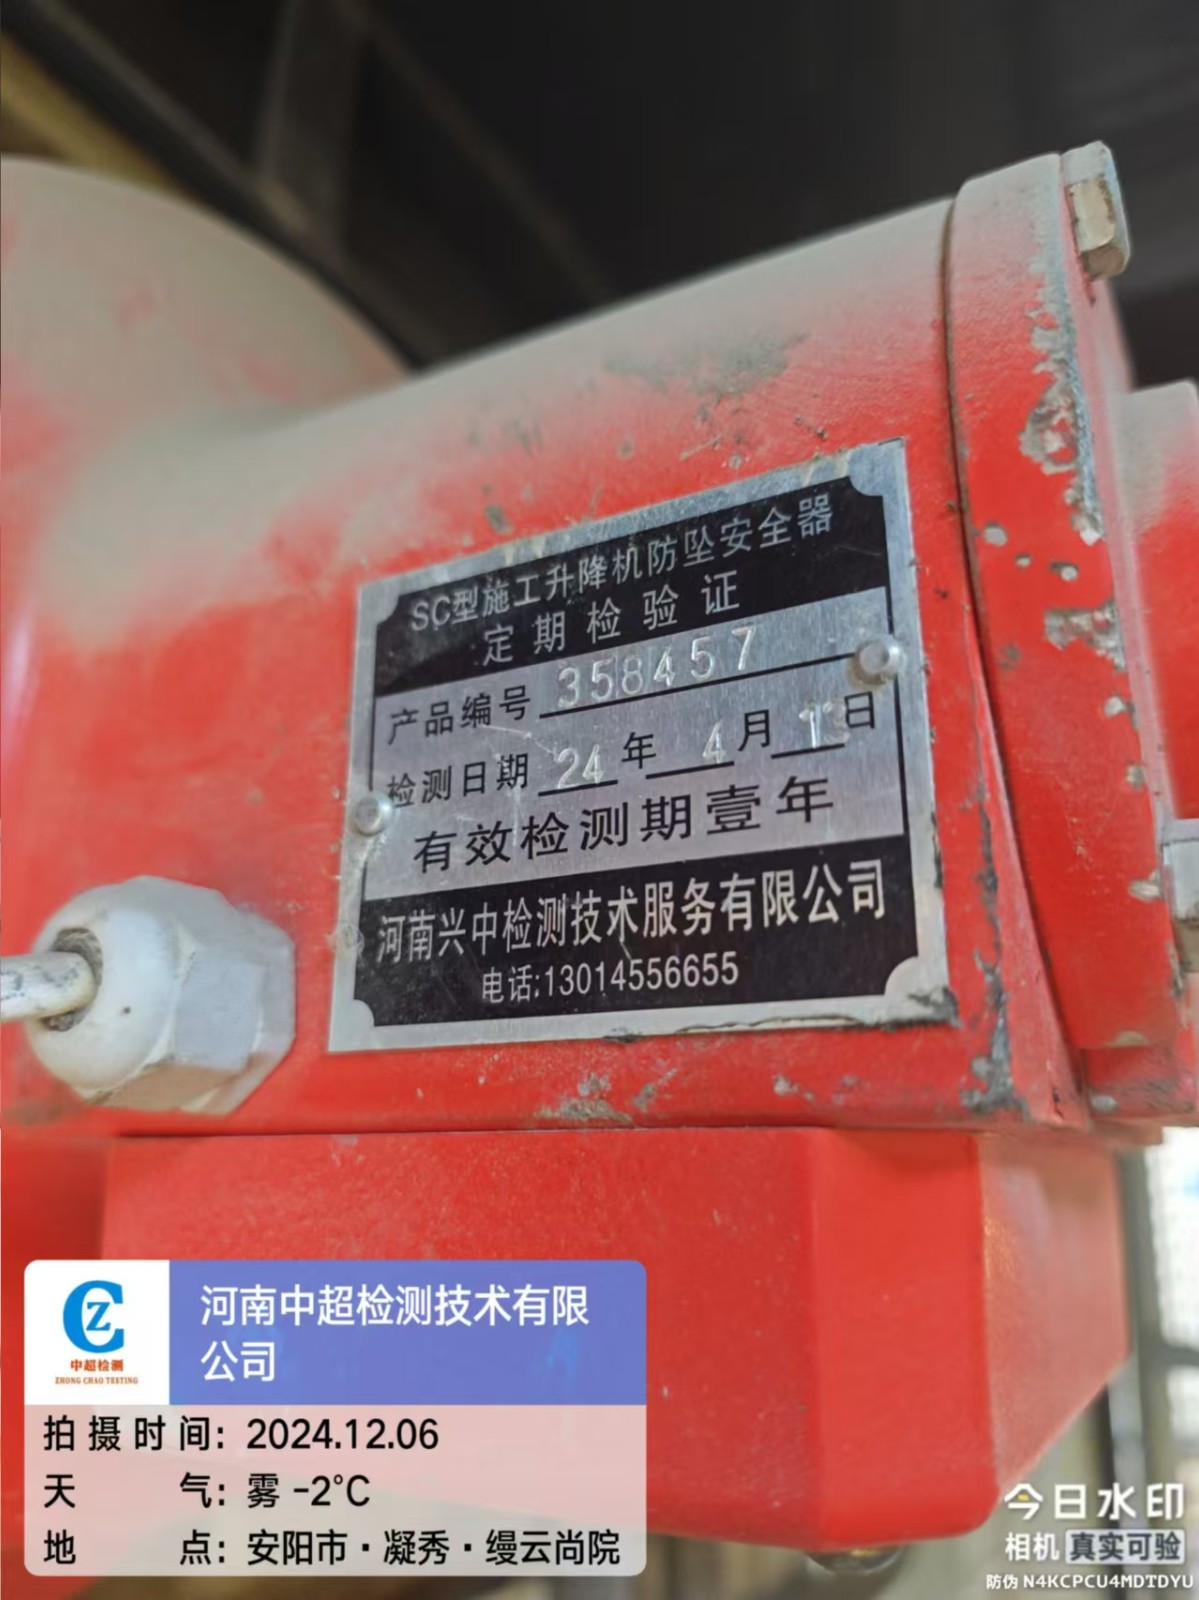 SC型施工升降机防坠安全器
定期检验证
产品编号 358457
检测日期 24 年 4 月 日
有效检测期壹年
河南兴中检测技术服务有限公司
电话:13014556655
CZ
中超检测
ZHONG CHAO TESTING
河南中超检测技术有限
公司
拍摄时间: 2024.12.06
天 气: 雾 -2℃
地 点: 安阳市·凝秀·缦云尚院
今日水印
相机 真实可验
防伪 N4KCPCU4MDTDYU